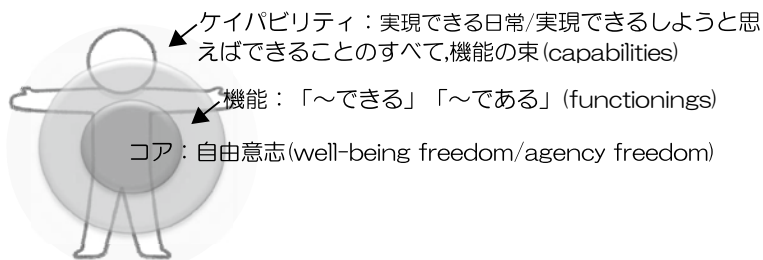 ケイパビリティ：実現できる日常/実現できるしようと思
えばできることのすべて,機能の束(capabilities)
機能：「～できる」「～である」(functionings)
コア：自由意志(well-being freedom/agency freedom)